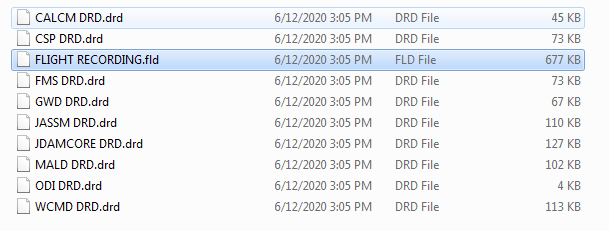 CALCM DRD.drd 6/12/2020 3:05 PM DRD File 45 KB
CSP DRD.drd 6/12/2020 3:05 PM DRD File 73 KB
FLIGHT RECORDING.fld 6/12/2020 3:05 PM FLD File 677 KB
FMS DRD.drd 6/12/2020 3:05 PM DRD File 73 KB
GWD DRD.drd 6/12/2020 3:05 PM DRD File 67 KB
JASSM DRD.drd 6/12/2020 3:05 PM DRD File 110 KB
JDAMCORE DRD.drd 6/12/2020 3:05 PM DRD File 127 KB
MALD DRD.drd 6/12/2020 3:05 PM DRD File 102 KB
ODI DRD.drd 6/12/2020 3:05 PM DRD File 4 KB
WCMD DRD.drd 6/12/2020 3:05 PM DRD File 113 KB